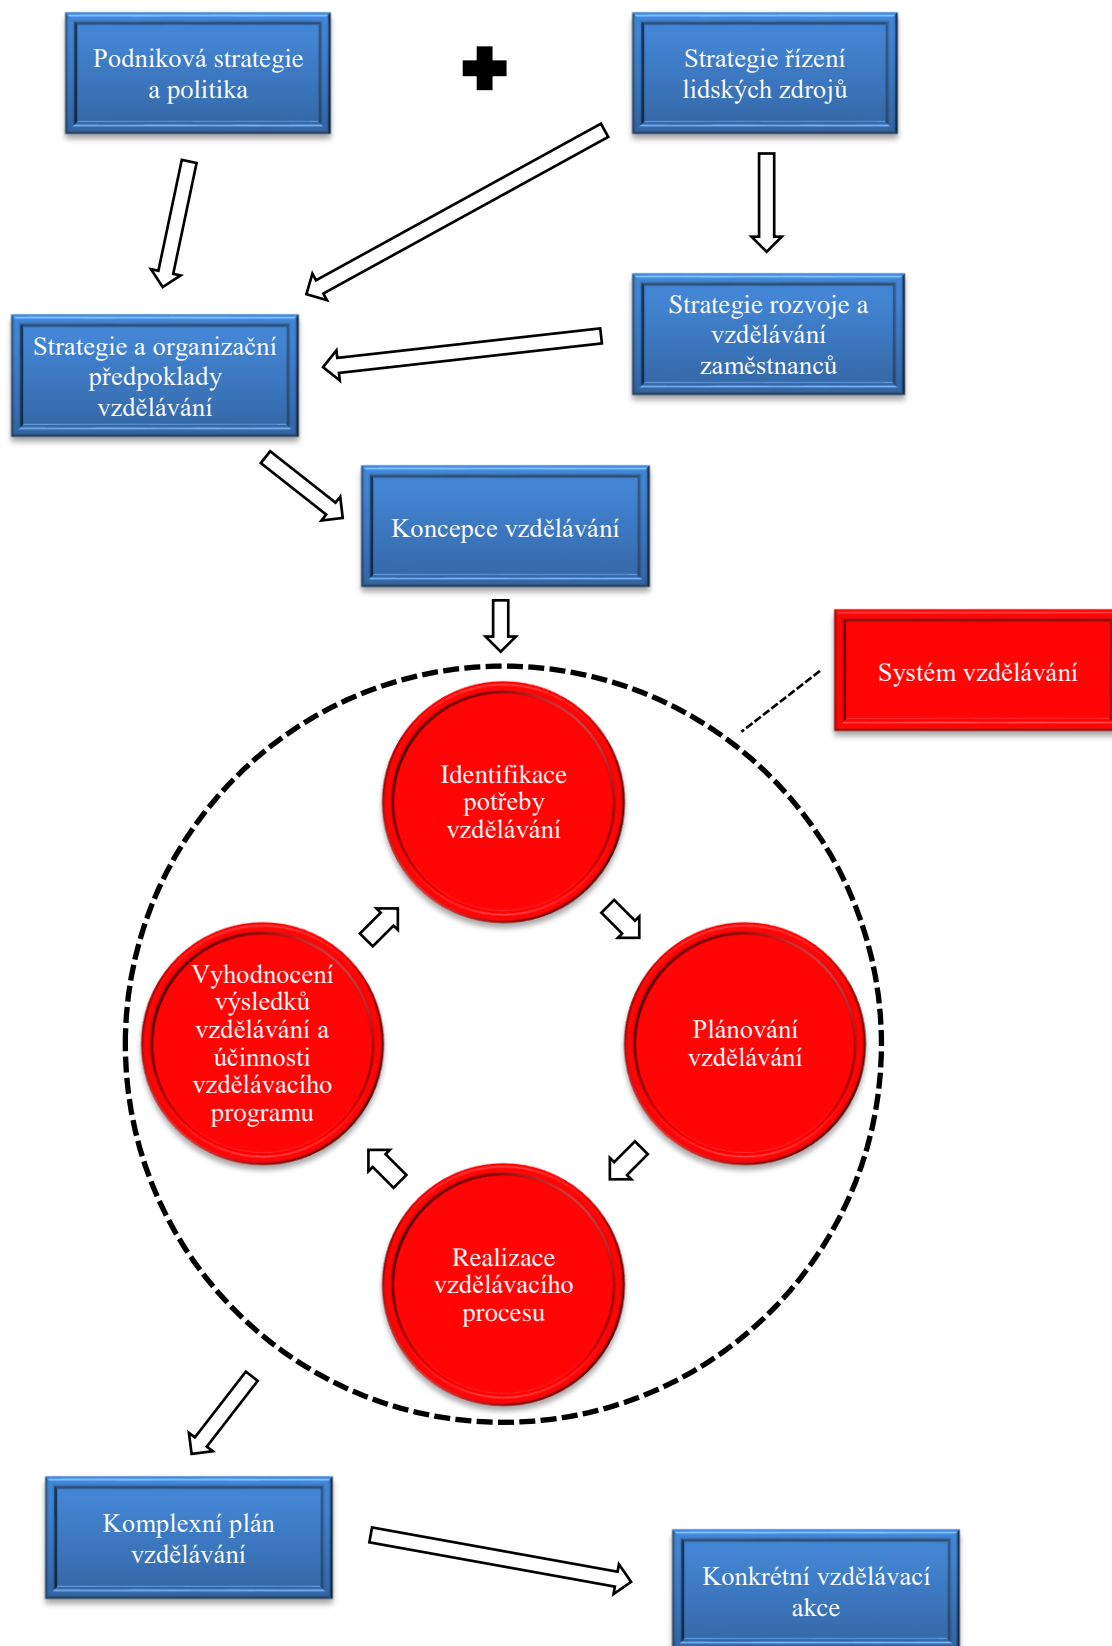 Podniková strategie
a politika
Strategie řízení
lidských zdrojů
Strategie a organizační
předpoklady
vzdělávání
Strategie rozvoje a
vzdělávání
zaměstnanců
Koncepce vzdělávání
Systém vzdělávání
Identifikace
potřeby
vzdělávání
Plánování
vzdělávání
Realizace
vzdělávacího
procesu
Vyhodnocení
výsledků
vzdělávání a
účinnosti
vzdělávacího
programu
Komplexní plán
vzdělávání
Konkrétní vzdělávací
akce